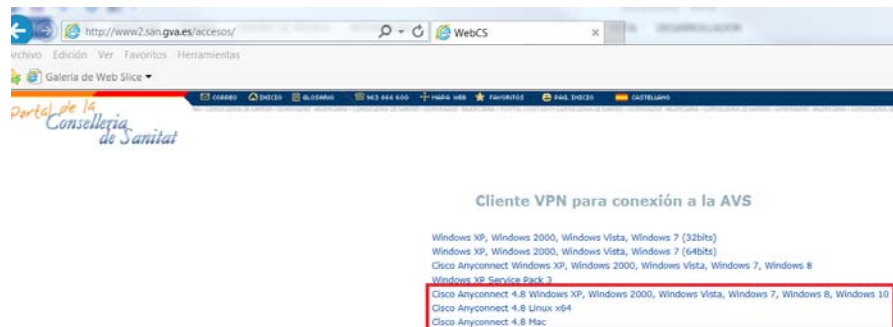 http://www2.san.gva.es/accesos/
WebCS
Archivo Edición Ver Favoritos Herramientas
Galería de Web Slice
CORREO INICIO GLOSARIO 963 866 600 MAPA WEB FAVORITOS PAG. INICIO CASTELLANO
Portal de la
Conselleria
de Sanitat
Cliente VPN para conexión a la AVS
Windows XP, Windows 2000, Windows Vista, Windows 7 (32bits)
Windows XP, Windows 2000, Windows Vista, Windows 7 (64bits)
Cisco Anyconnect Windows XP, Windows 2000, Windows Vista, Windows 7, Windows 8
Windows XP Service Pack 3
Cisco Anyconnect 4.8 Windows XP, Windows 2000, Windows Vista, Windows 7, Windows 8, Windows 10
Cisco Anyconnect 4.8 Linux x64
Cisco Anyconnect 4.8 Mac